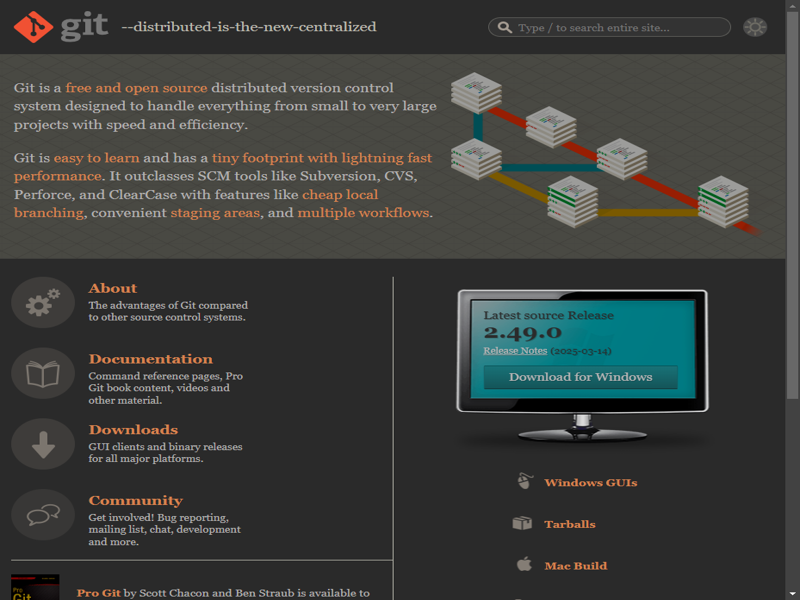 git --distributed-is-the-new-centralized
Type / to search entire site...
Git is a free and open source distributed version control
system designed to handle everything from small to very large
projects with speed and efficiency.
Git is easy to learn and has a tiny footprint with lightning fast
performance. It outclasses SCM tools like Subversion, CVS,
Perforce, and ClearCase with features like cheap local
branching, convenient staging areas, and multiple workflows.
About
The advantages of Git compared
to other source control systems.
Documentation
Command reference pages, Pro
Git book content, videos and
other material.
Downloads
GUI clients and binary releases
for all major platforms.
Community
Get involved! Bug reporting,
mailing list, chat, development
and more.
Pro
Git
Pro Git by Scott Chacon and Ben Straub is available to
Latest source Release
2.49.0
Release Notes (2025-03-14)
Download for Windows
Windows GUIs
Tarballs
Mac Build